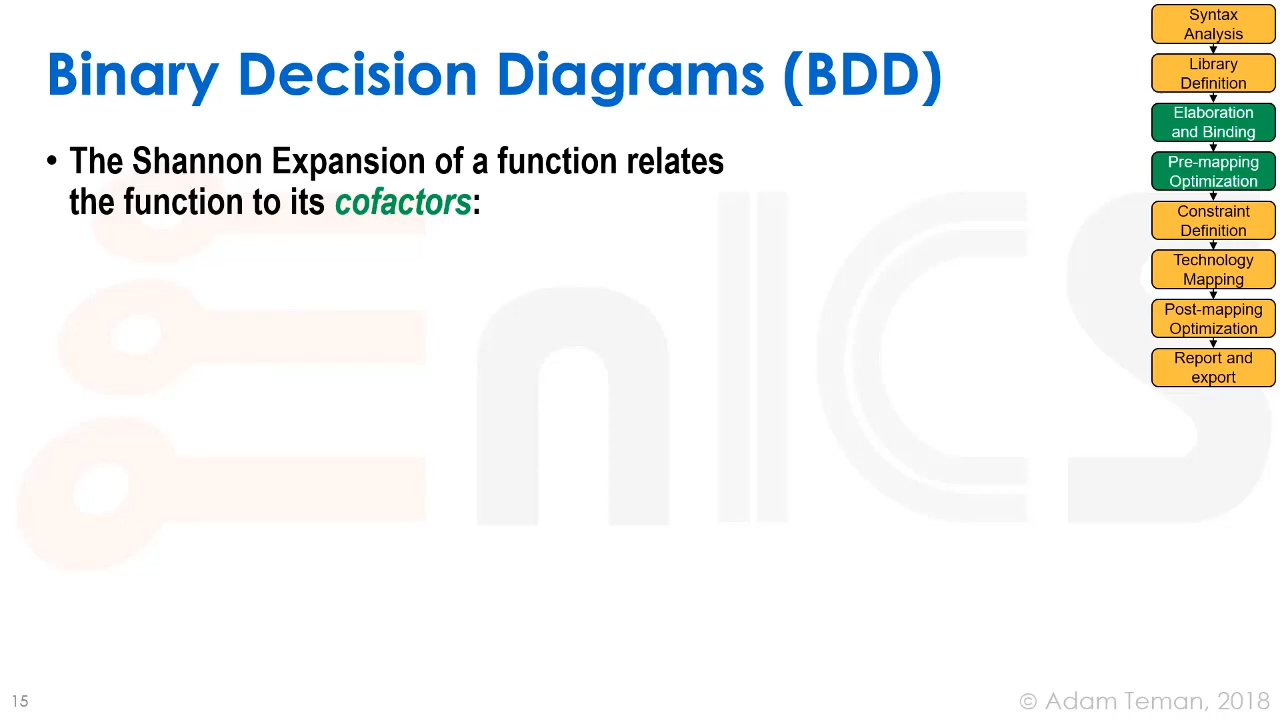 Binary Decision Diagrams (BDD)
• The Shannon Expansion of a function relates
the function to its cofactors:
Syntax
Analysis
Library
Definition
Elaboration
and Binding
Pre-mapping
Optimization
Constraint
Definition
Technology
Mapping
Post-mapping
Optimization
Report and
export
EnICS
15
© Adam Teman, 2018